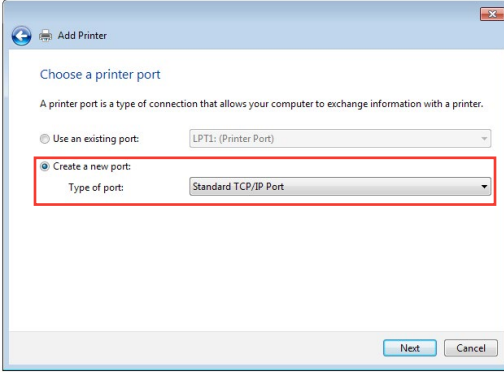 Add Printer
Choose a printer port
A printer port is a type of connection that allows your computer to exchange information with a printer.
Use an existing port: LPT1: (Printer Port)
Create a new port:
Type of port: Standard TCP/IP Port
Next Cancel